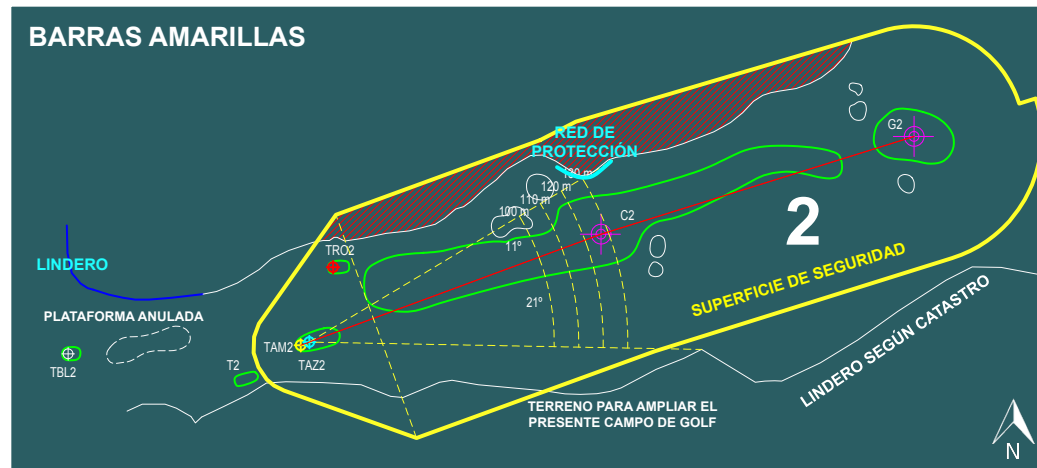 BARRAS AMARILLAS
G2
RED DE
PROTECCIÓN
130 m
120 m
110 m
100 m
C2
2
11º
TRO2
LINDERO
SUPERFICIE DE SEGURIDAD
21º
PLATAFORMA ANULADA
LINDERO SEGÚN CATASTRO
TAM2
TAZ2
T2
TBL2
TERRENO PARA AMPLIAR EL
PRESENTE CAMPO DE GOLF
N